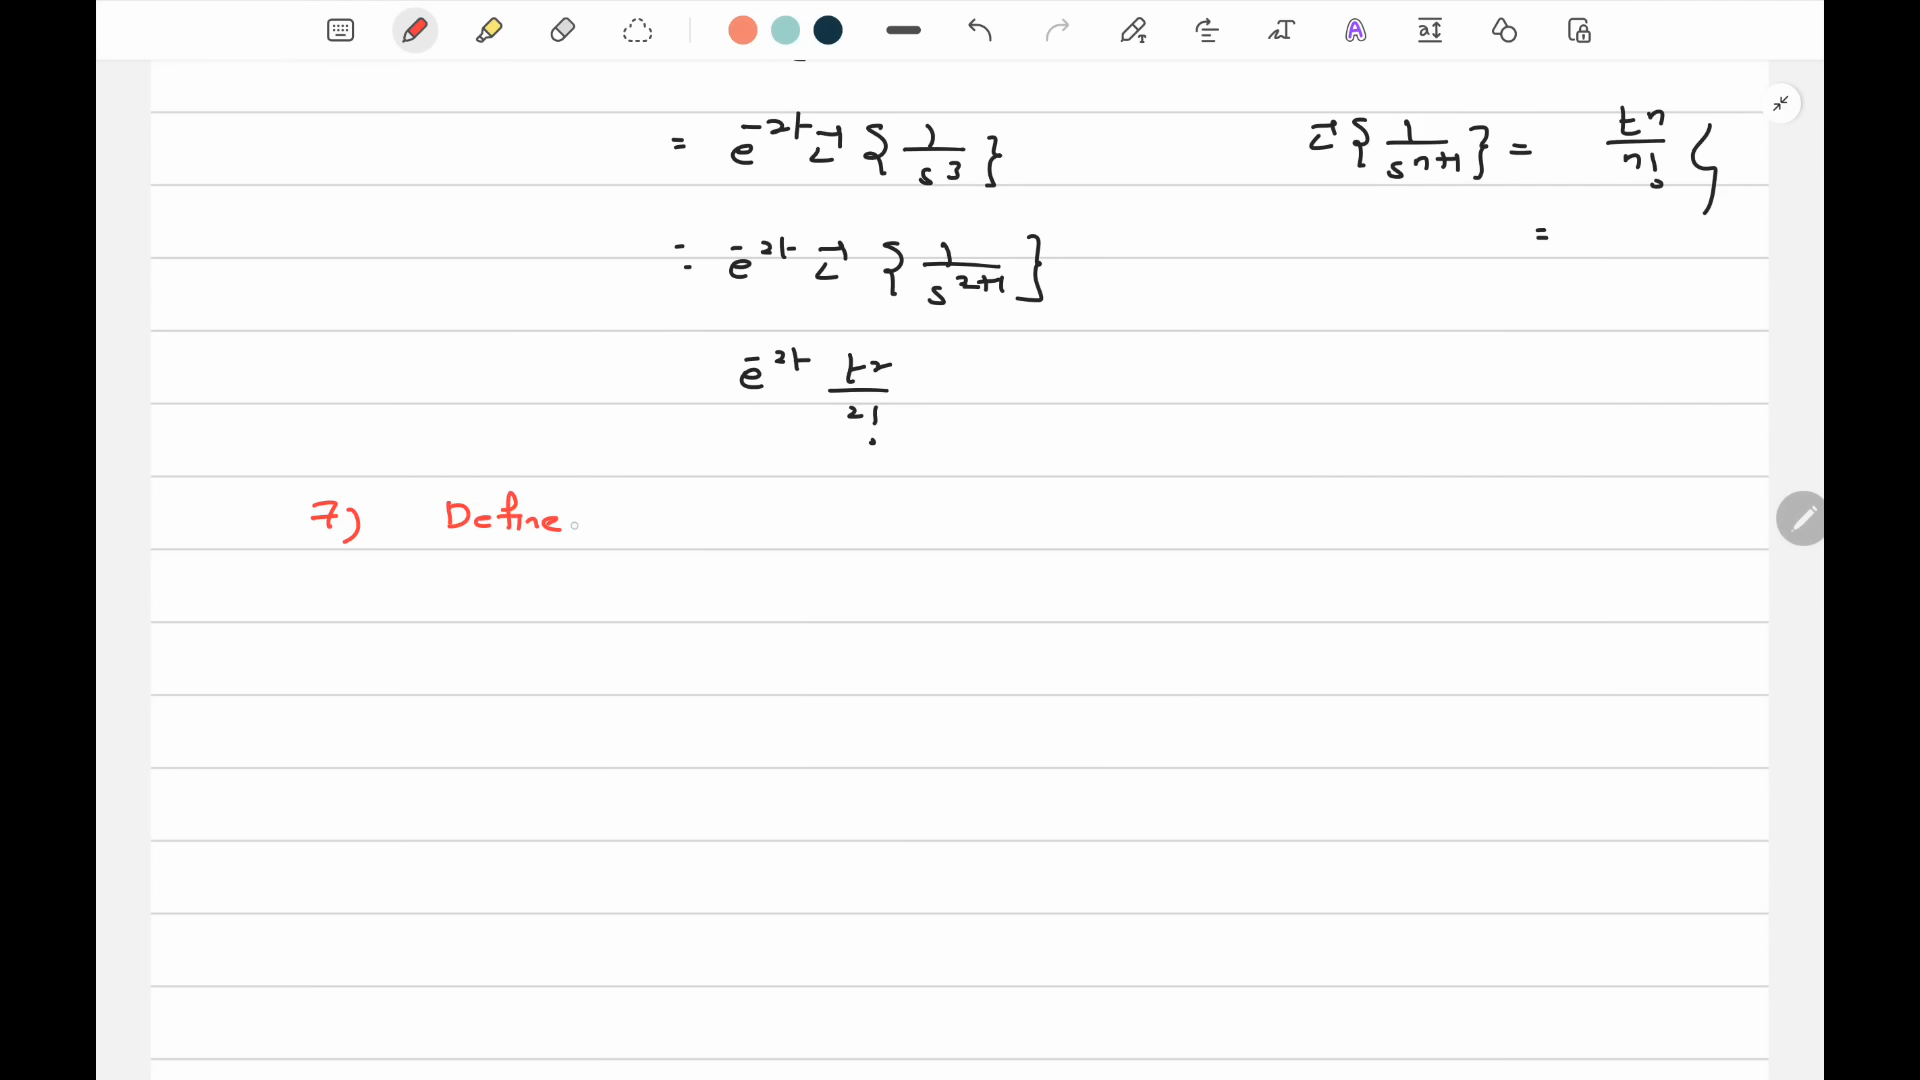 = e^{-2t} L^{-1} { 1 / s^3 }     L^{-1} { 1 / s^{n+1} } = t^n / n! }
= e^{-2t} L^{-1} { 1 / s^{2+1} }     =
e^{-2t} t^2 / 2!
7) Define